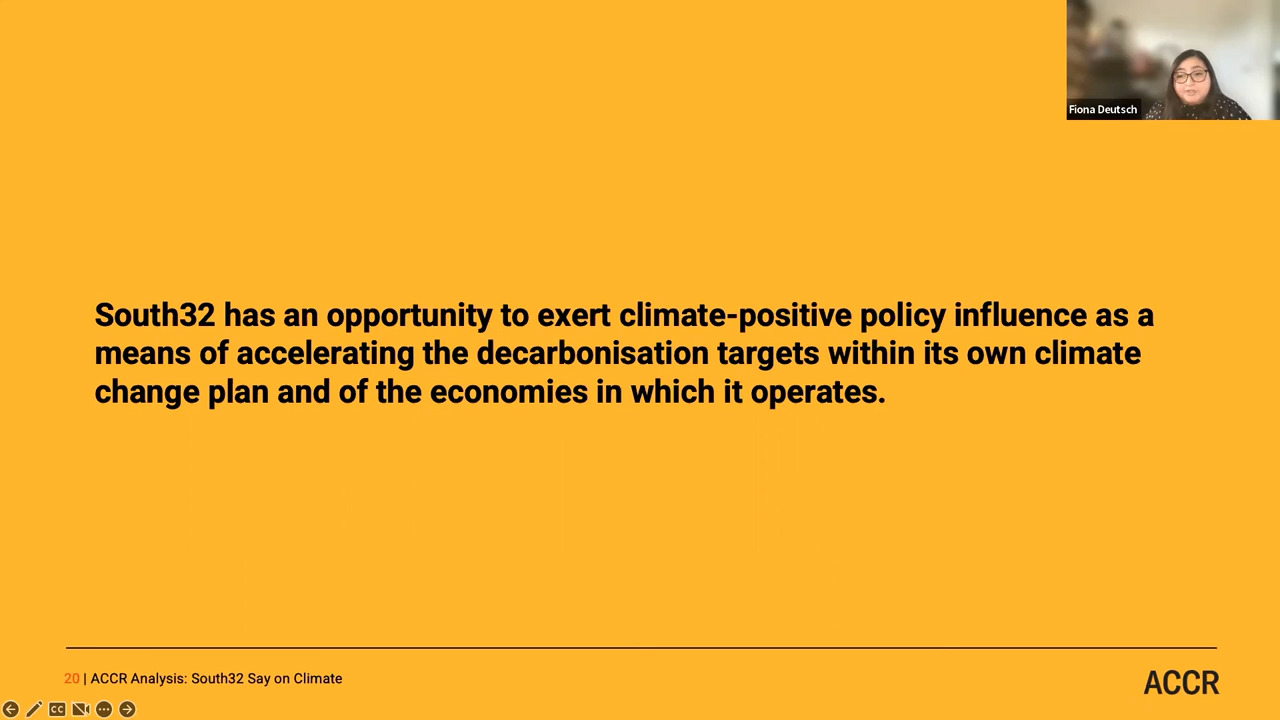 Fiona Deutsch
South32 has an opportunity to exert climate-positive policy influence as a
means of accelerating the decarbonisation targets within its own climate
change plan and of the economies in which it operates.
20 | ACCR Analysis: South32 Say on Climate
ACCR
CC